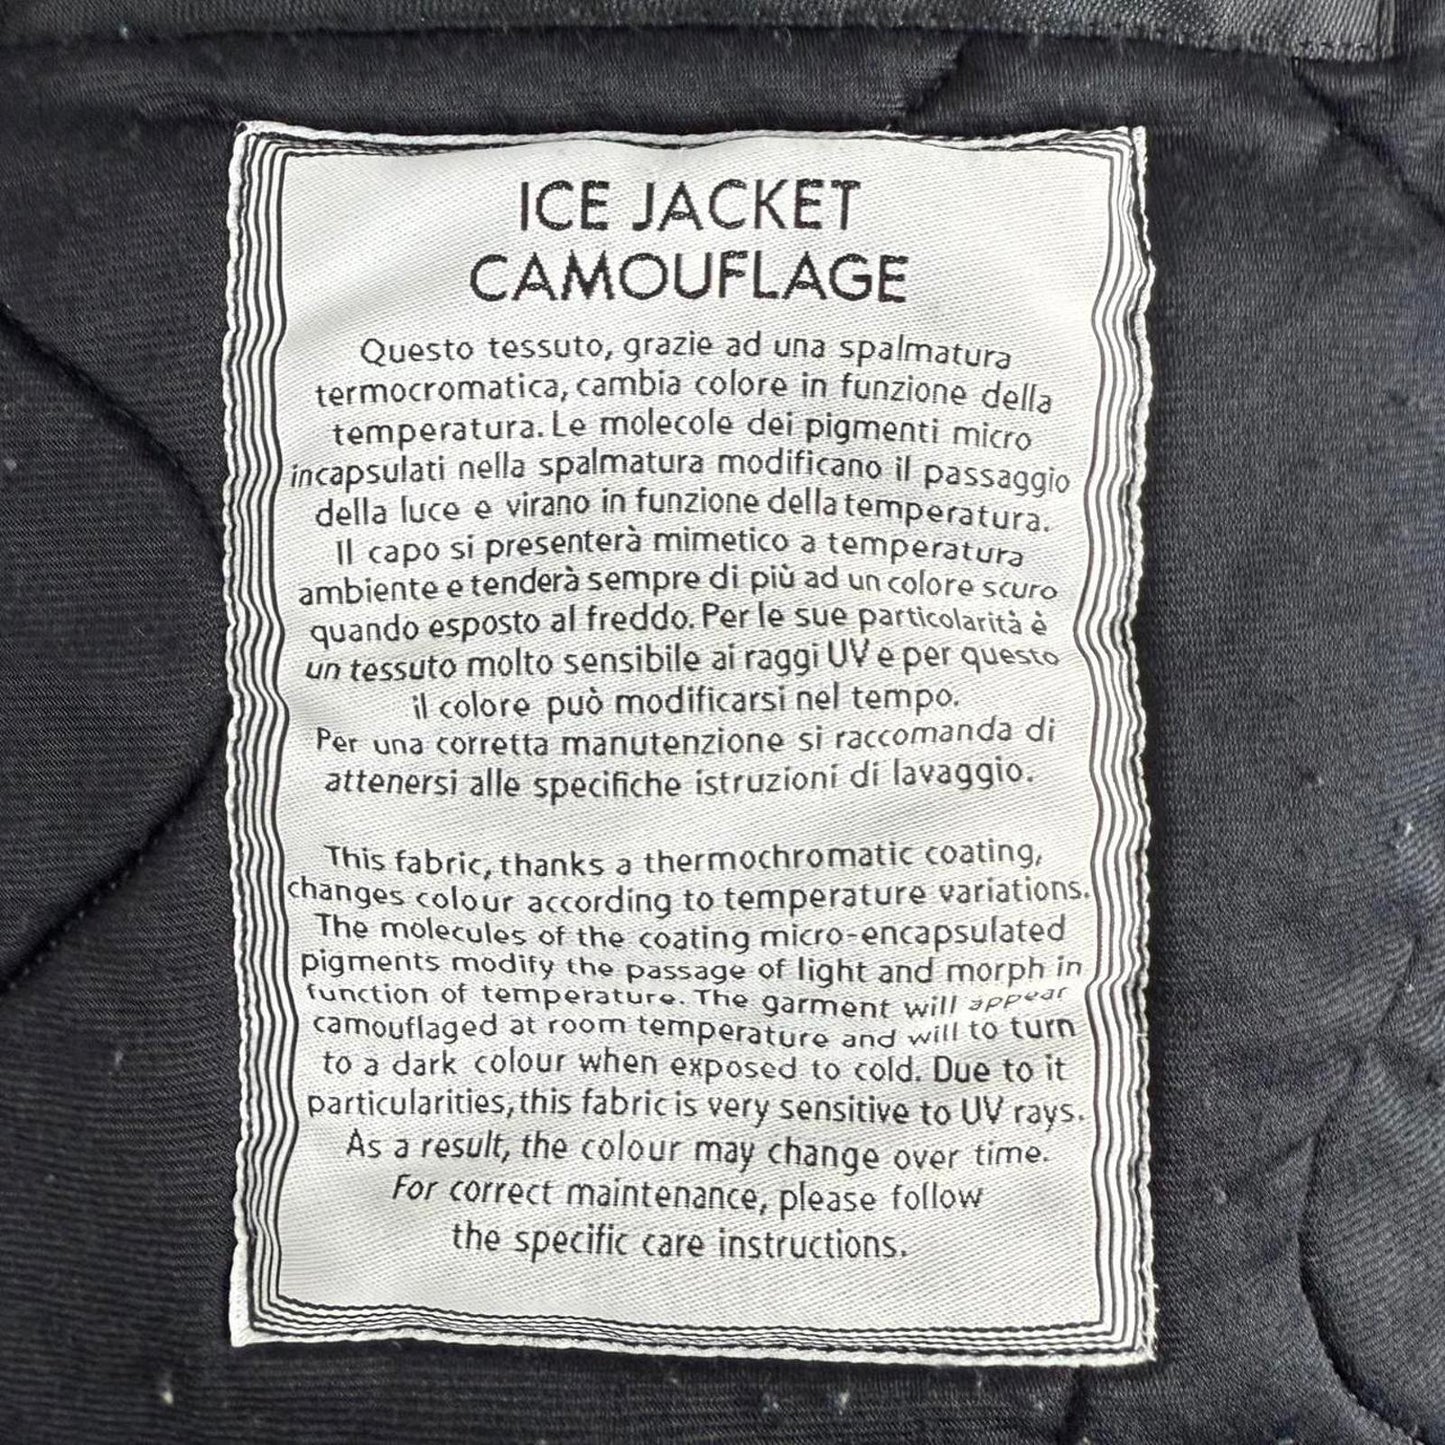 ICE JACKET
CAMOUFLAGE
Questo tessuto, grazie ad una spalmatura
termocromatica, cambia colore in funzione della
temperatura. Le molecole dei pigmenti micro
incapsulati nella spalmatura modificano il passaggio
della luce e virano in funzione della temperatura.
Il capo si presenterà mimetico a temperatura
ambiente e tenderà sempre di più ad un colore scuro
quando esposto al freddo. Per le sue particolarità è
un tessuto molto sensibile ai raggi UV e per questo
il colore può modificarsi nel tempo.
Per una corretta manutenzione si raccomanda di
attenersi alle specifiche istruzioni di lavaggio.
This fabric, thanks a thermochromatic coating,
changes colour according to temperature variations.
The molecules of the coating micro-encapsulated
pigments modify the passage of light and morph in
function of temperature. The garment will appear
camouflaged at room temperature and will to turn
to a dark colour when exposed to cold. Due to it
particularities, this fabric is very sensitive to UV rays.
As a result, the colour may change over time.
For correct maintenance, please follow
the specific care instructions.